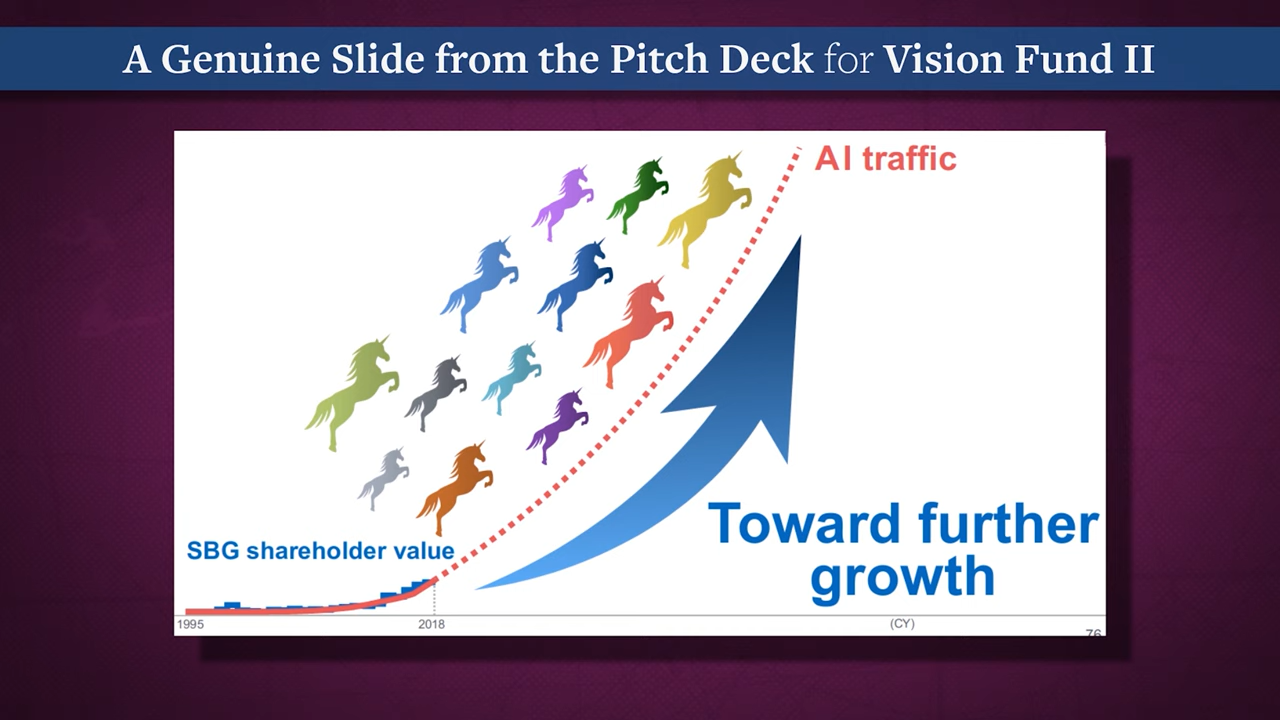 A Genuine Slide from the Pitch Deck for Vision Fund II
AI traffic
Toward further
growth
SBG shareholder value
1995
2018
(CY)
76